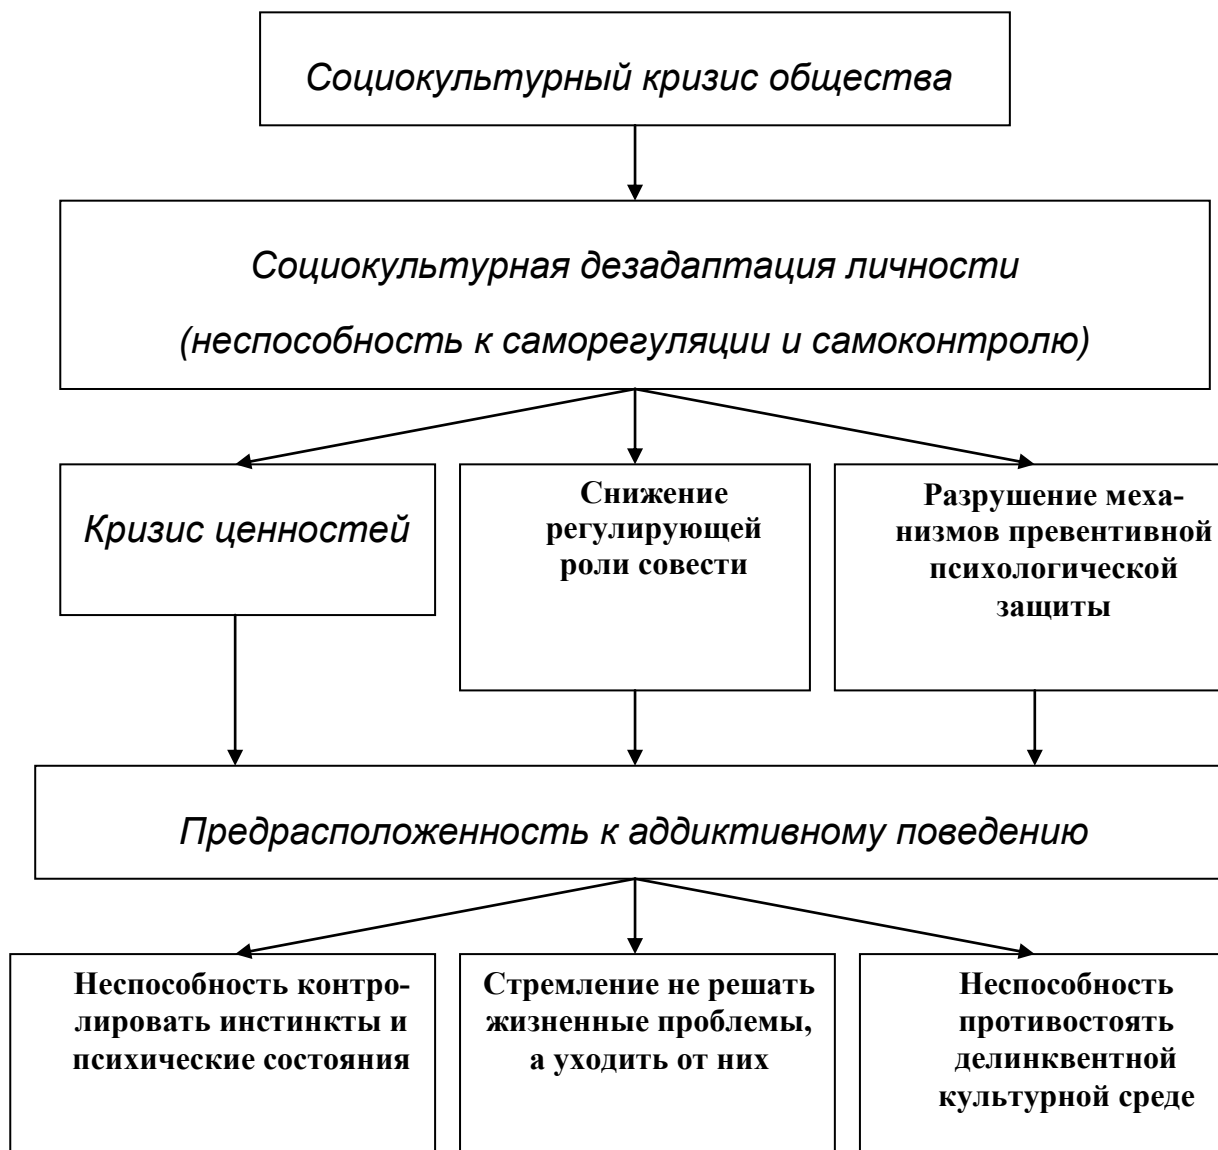 Социокультурный кризис общества
Социокультурная дезадаптация личности
(неспособность к саморегуляции и самоконтролю)
Кризис ценностей
Снижение
регулирующей
роли совести
Разрушение меха-
низмов превентивной
психологической
защиты
Предрасположенность к аддиктивному поведению
Неспособность контро-
лировать инстинкты и
психические состояния
Стремление не решать
жизненные проблемы,
а уходить от них
Неспособность
противостоять
делинквентной
культурной среде